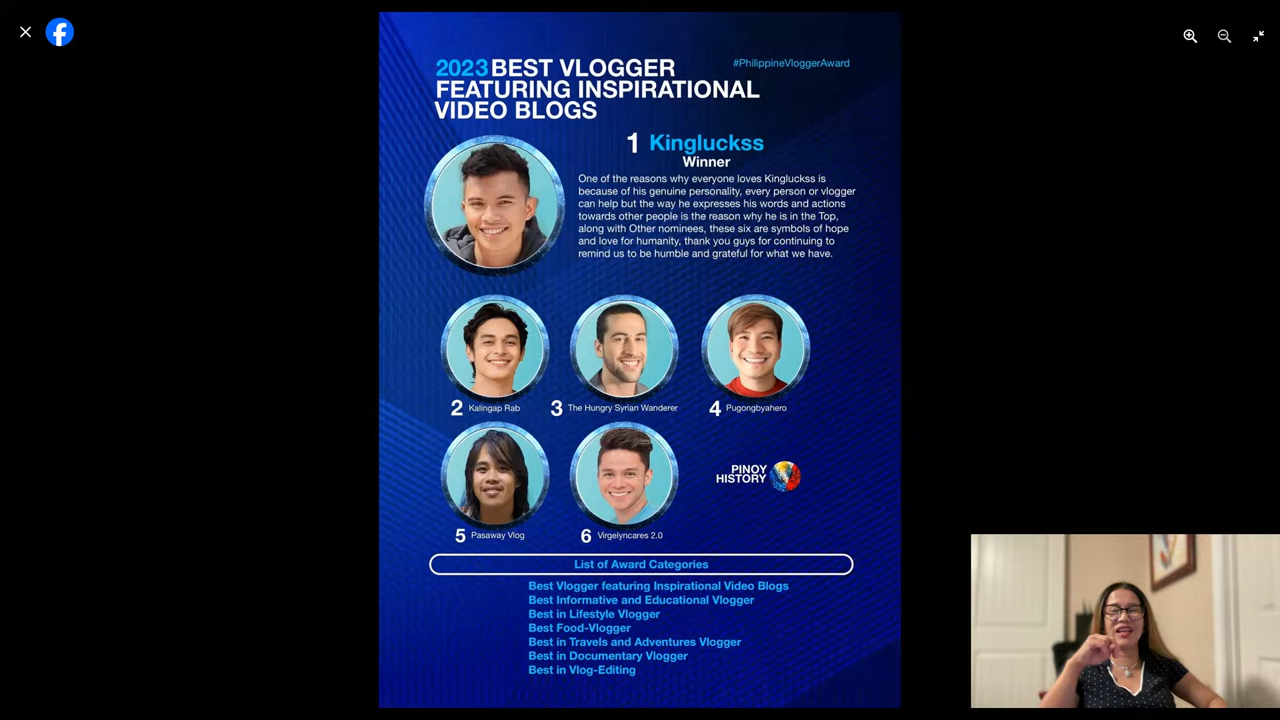 2023 BEST VLOGGER
FEATURING INSPIRATIONAL
VIDEO BLOGS
#PhilippineVloggerAward
1 Kingluckss
Winner
One of the reasons why everyone loves Kingluckss is
because of his genuine personality, every person or vlogger
can help but the way he expresses his words and actions
towards other people is the reason why he is in the Top,
along with Other nominees, these six are symbols of hope
and love for humanity, thank you guys for continuing to
remind us to be humble and grateful for what we have.
2 Kalingap Rab
3 The Hungry Syrian Wanderer
4 Pugongbyahero
5 Pasaway Vlog
6 Virgelyncares 2.0
PINOY
HISTORY
List of Award Categories
Best Vlogger featuring Inspirational Video Blogs
Best Informative and Educational Vlogger
Best in Lifestyle Vlogger
Best Food-Vlogger
Best in Travels and Adventures Vlogger
Best in Documentary Vlogger
Best in Vlog-Editing